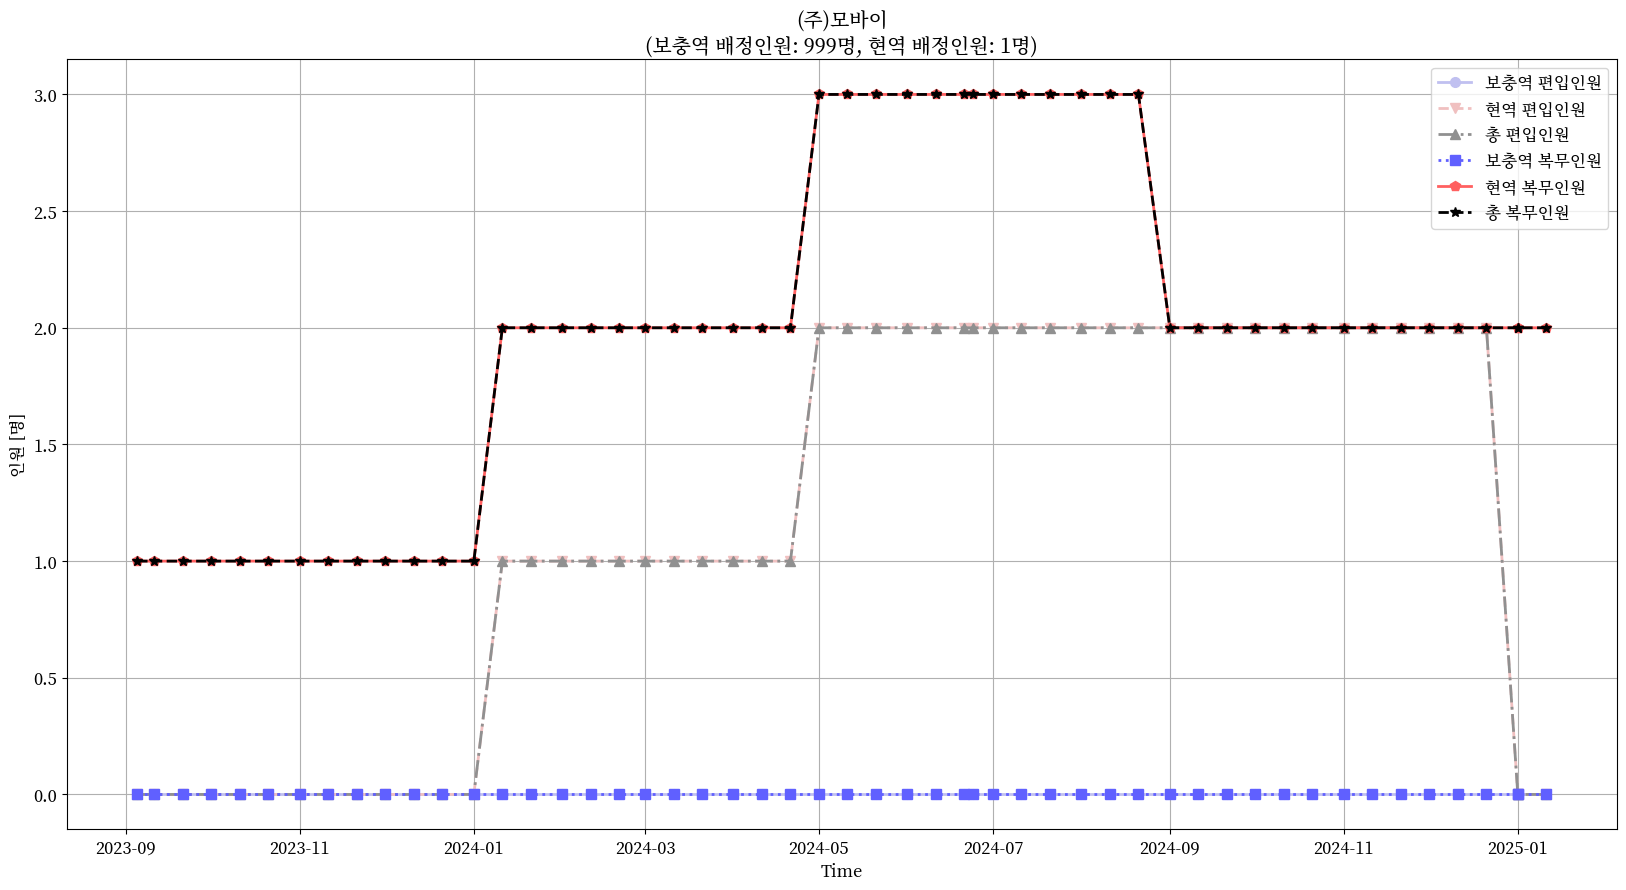 (주)모바이
(보충역 배정인원: 999명, 현역 배정인원: 1명)
보충역 편입인원
현역 편입인원
총 편입인원
보충역 복무인원
현역 복무인원
총 복무인원
인원 [명]
3.0
2.5
2.0
1.5
1.0
0.5
0.0
2023-09
2023-11
2024-01
2024-03
2024-05
2024-07
2024-09
2024-11
2025-01
Time